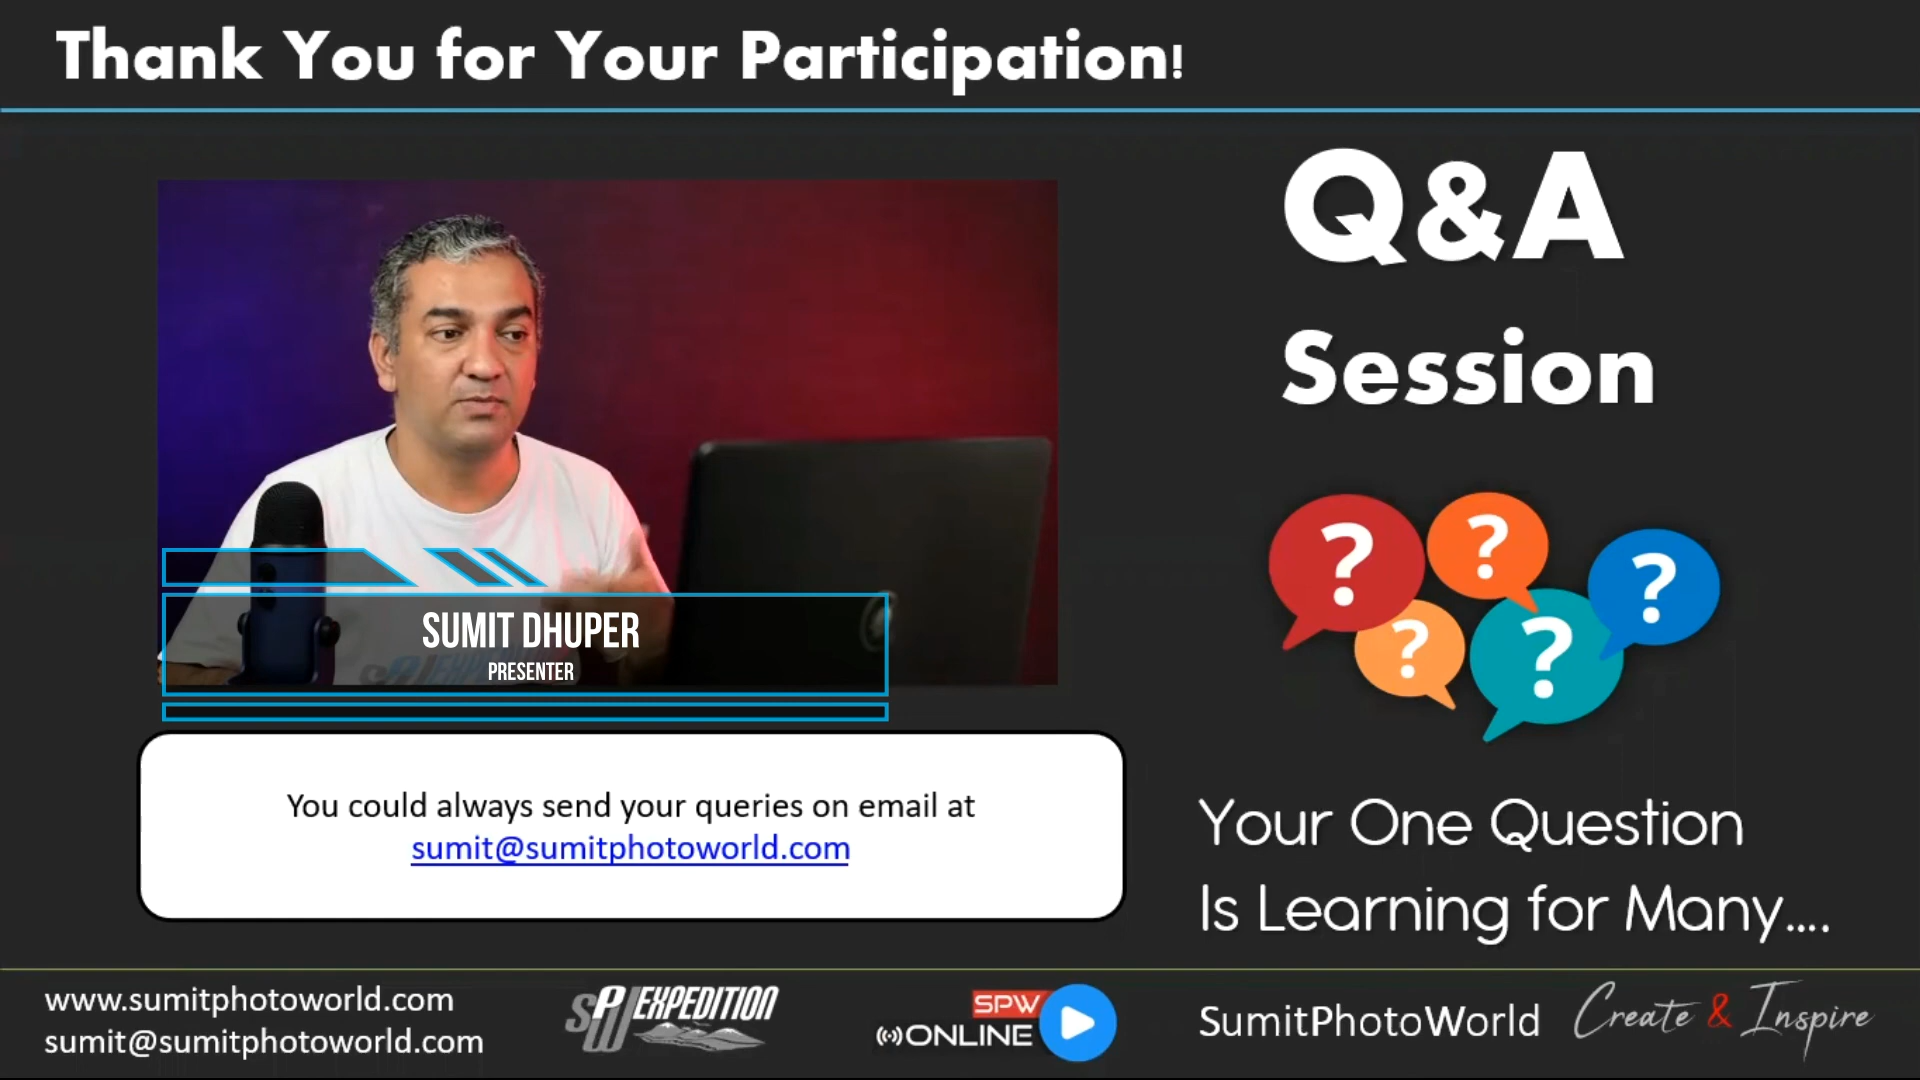 Thank You for Your Participation!
Q&A
Session
SUMIT DHUPER
PRESENTER
You could always send your queries on email at
sumit@sumitphotoworld.com
? ? ? ? ?
Your One Question
Is Learning for Many....
www.sumitphotoworld.com
sumit@sumitphotoworld.com
SPW EXPEDITION
SPW
ONLINE
SumitPhotoWorld
Create & Inspire